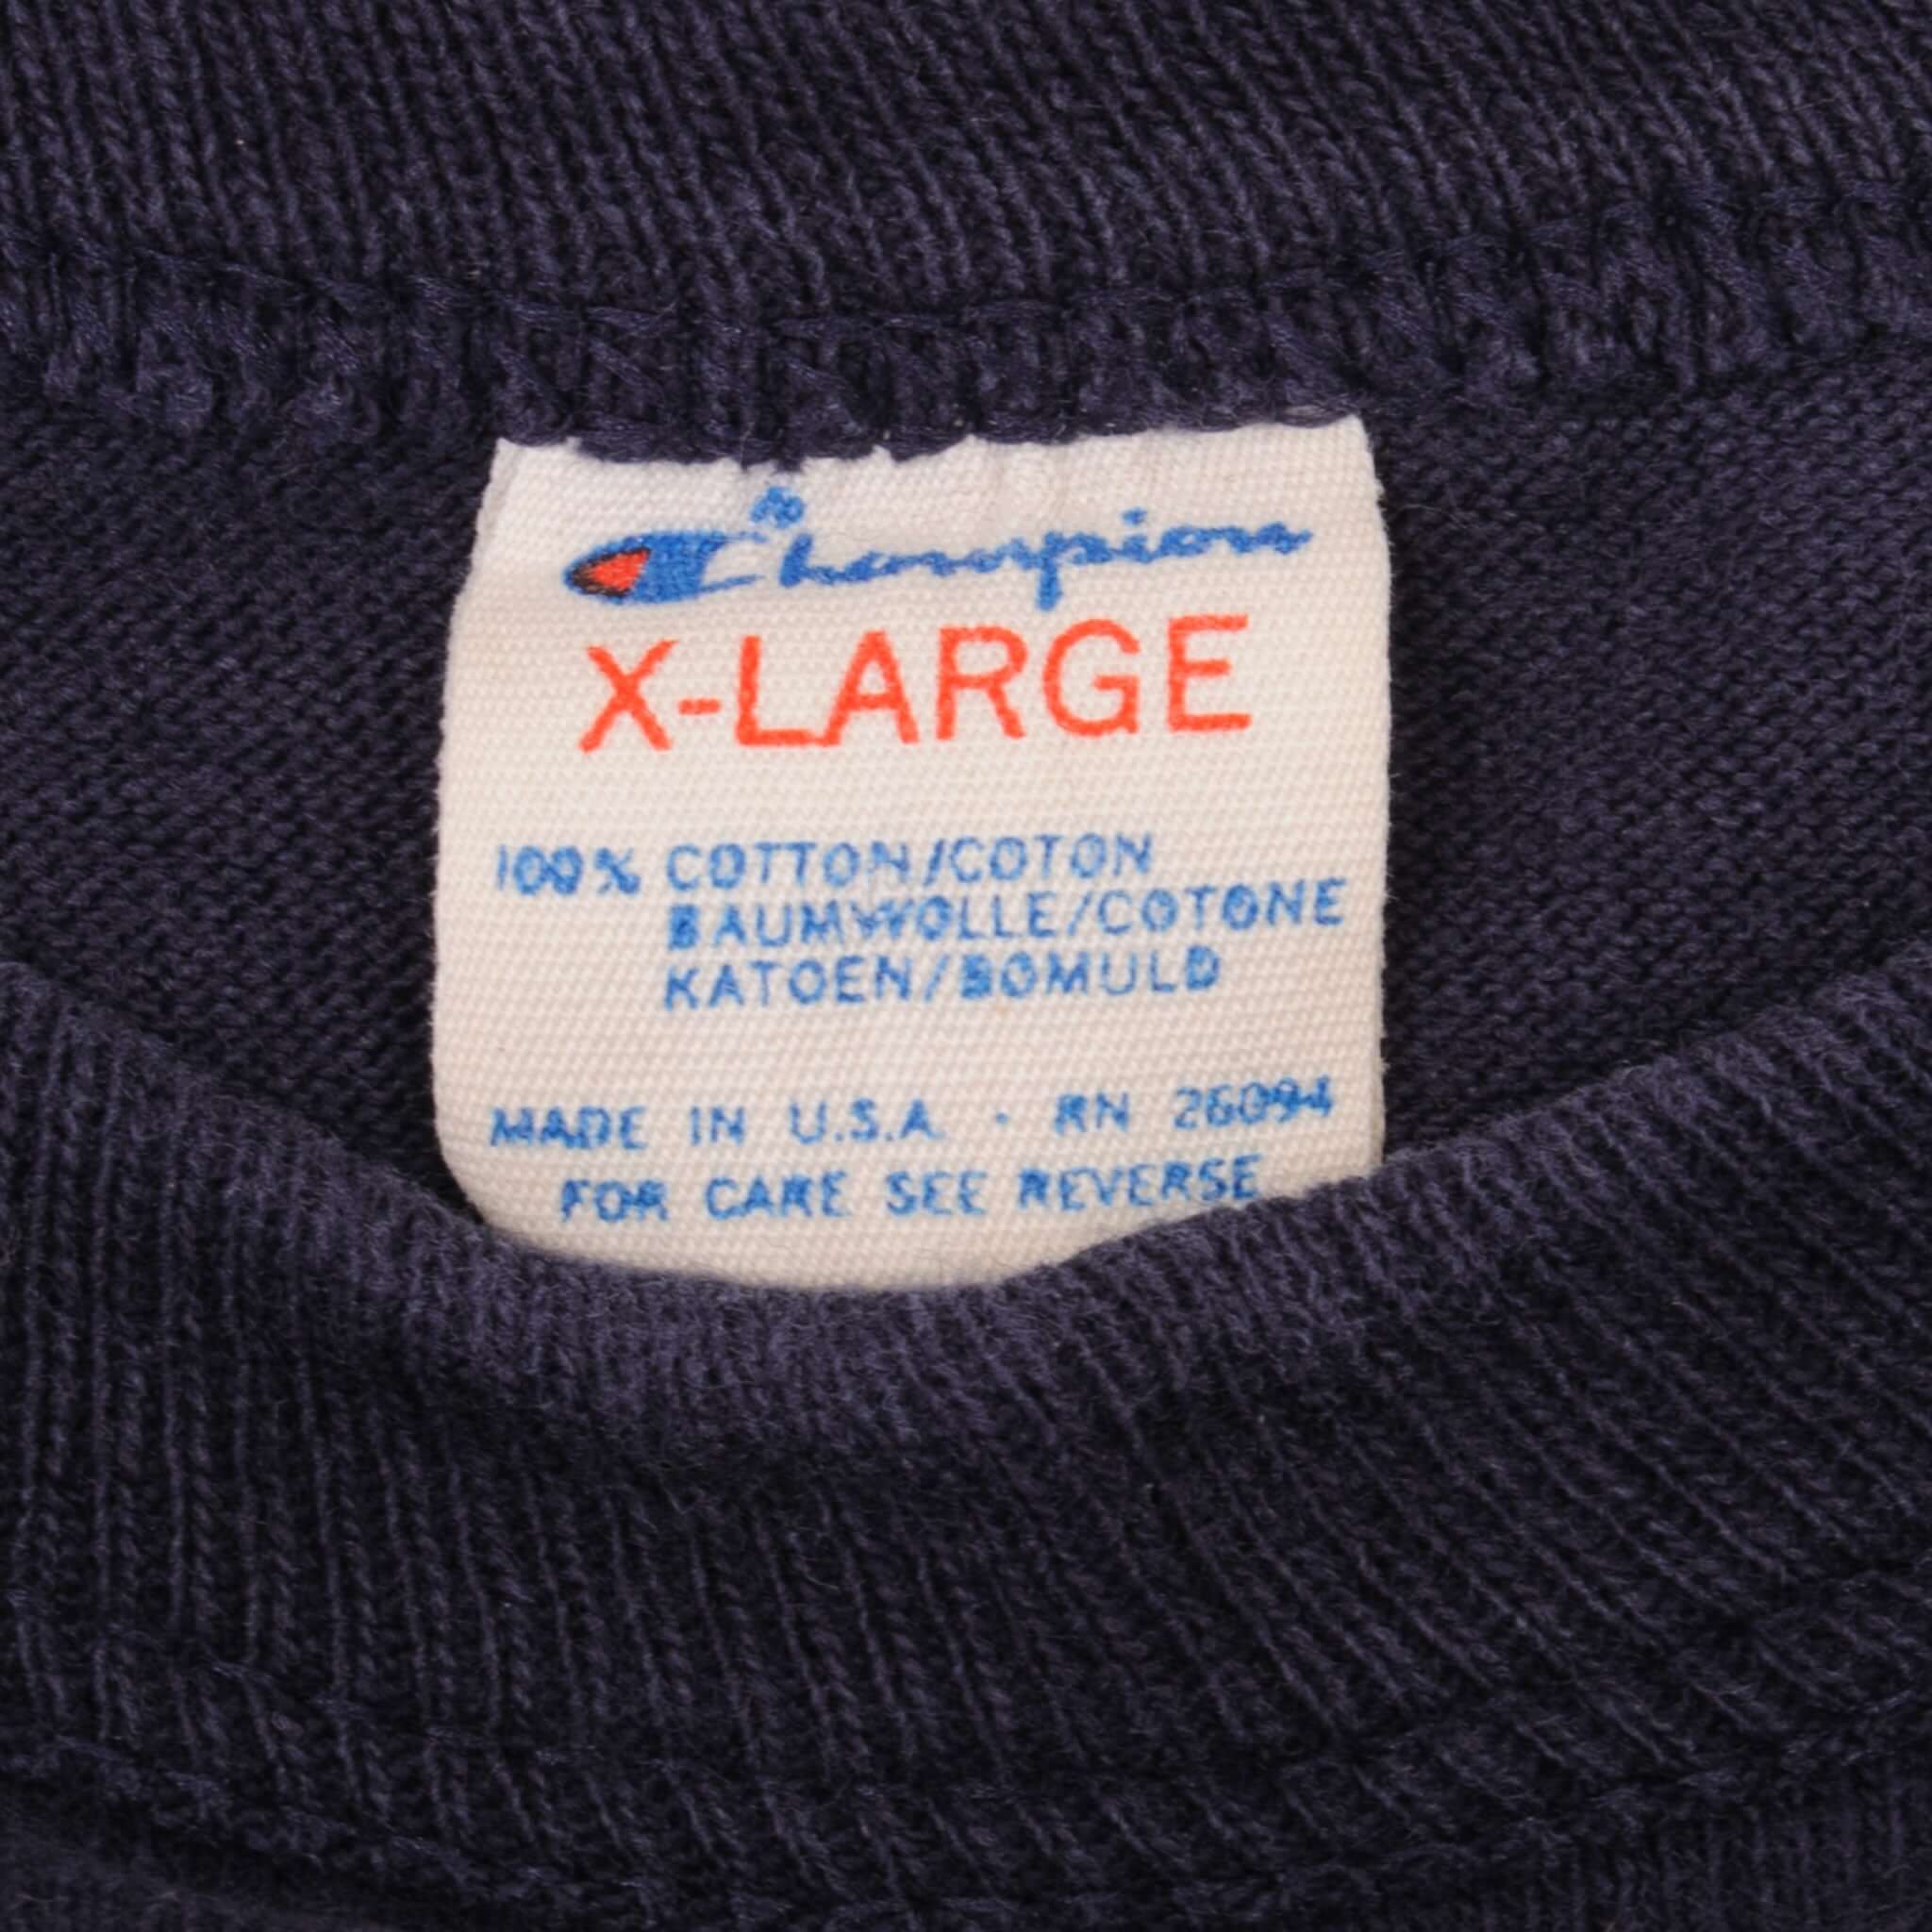 Champion
X-LARGE
100% COTTON/COTON
BAUMWOLLE/COTONE
KATOEN/BOMULD
MADE IN U.S.A. - RN 26094
FOR CARE SEE REVERSE